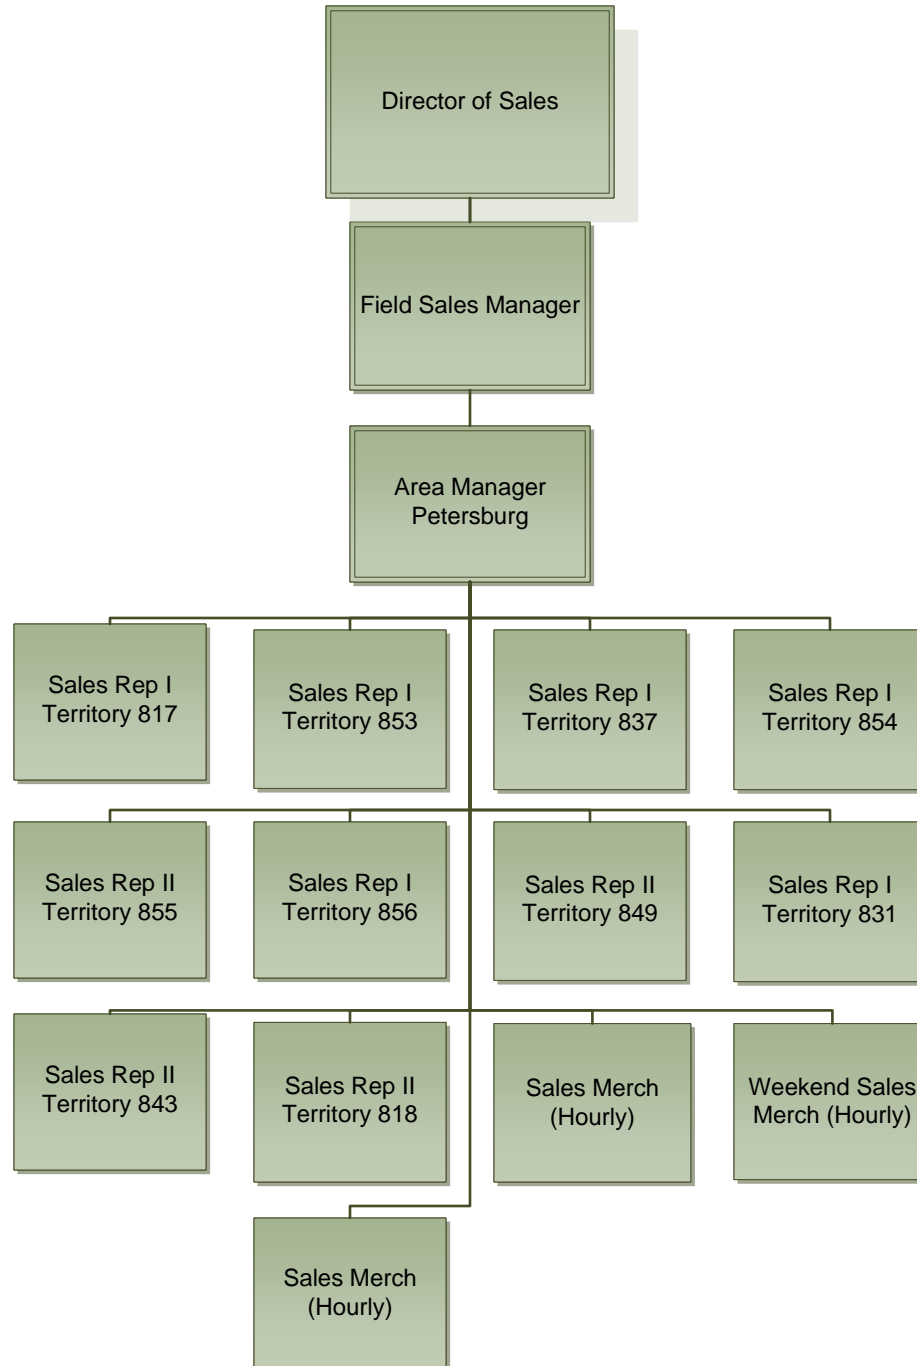 Director of Sales
Field Sales Manager
Area Manager
Petersburg
Sales Rep I
Territory 817
Sales Rep I
Territory 853
Sales Rep I
Territory 837
Sales Rep I
Territory 854
Sales Rep II
Territory 855
Sales Rep I
Territory 856
Sales Rep II
Territory 849
Sales Rep I
Territory 831
Sales Rep II
Territory 843
Sales Rep II
Territory 818
Sales Merch
(Hourly)
Weekend Sales
Merch (Hourly)
Sales Merch
(Hourly)